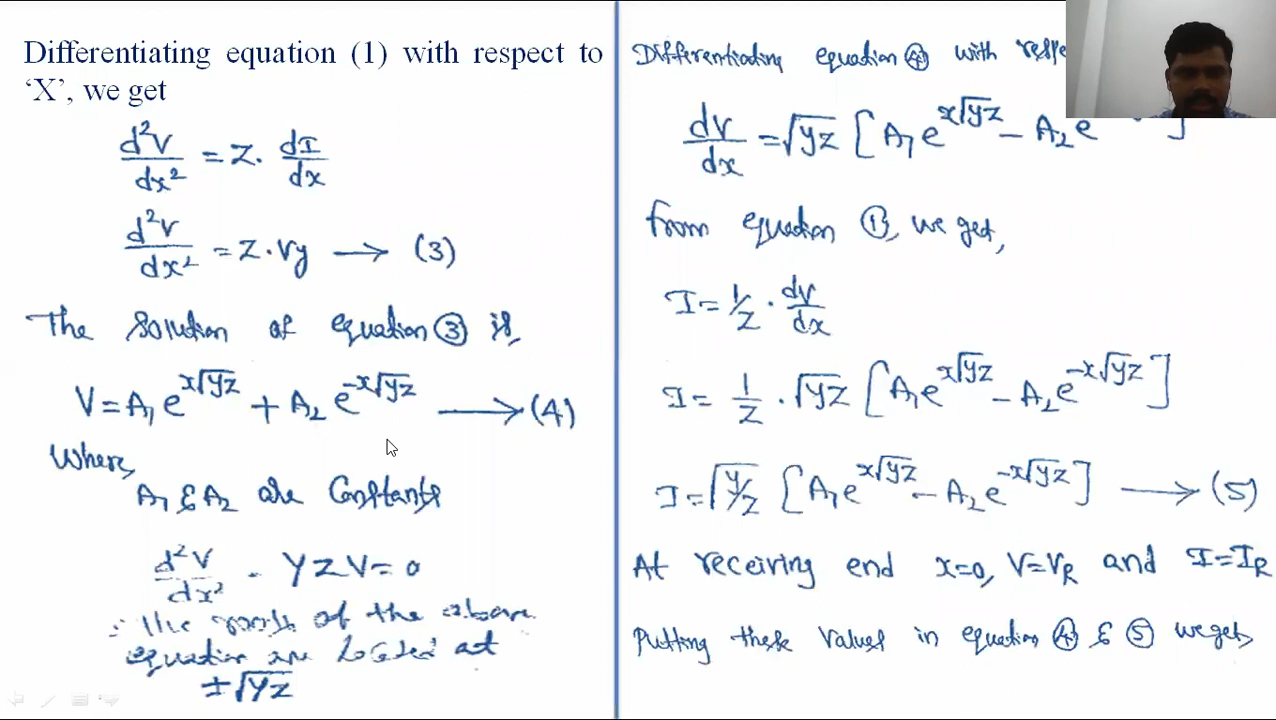 Differentiating equation (1) with respect to
‘X’, we get
d²V/dx² = Z. dI/dx
d²V/dx² = Z. Vy → (3)
The Solution of equation ③ is,
V = A₁e^{x√yz} + A₂e^{-x√yz} → (4)
Where,
A₁ & A₂ are Constants
d²V/dx² - YZV = 0
∴ The roots of the above
equation are located at
±√YZ
Differentiating equation ④ with respe
dv/dx = √yz [A₁e^{x√yz} - A₂e ]
from equation ①, we get,
I = 1/Z . dv/dx
I = 1/Z . √yz [A₁e^{x√yz} - A₂e^{-x√yz}]
I = √y/z [A₁e^{x√yz} - A₂e^{-x√yz}] → (5)
At receiving end x=0, V=V_R and I=I_R
Putting these Values in equation ④ & ⑤ we get,